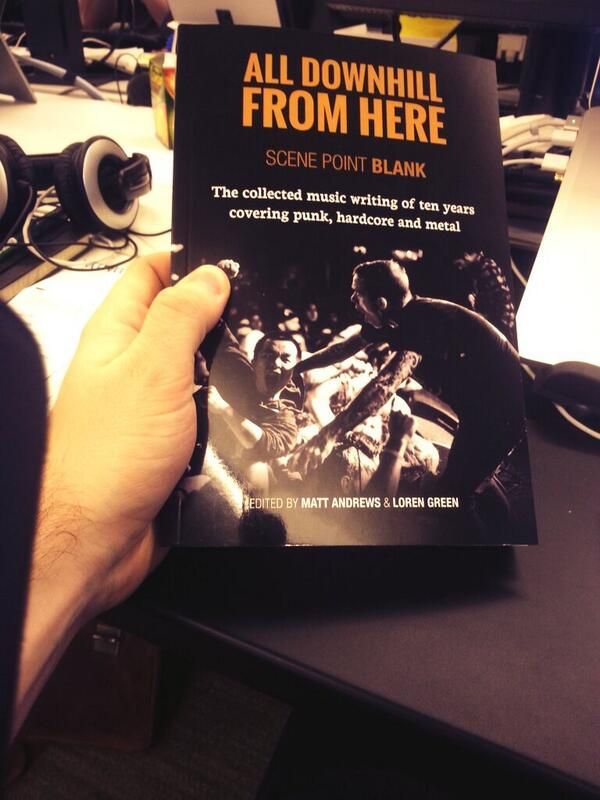 ALL DOWNHILL
FROM HERE
SCENE POINT BLANK
The collected music writing of ten years
covering punk, hardcore and metal
EDITED BY MATT ANDREWS & LOREN GREEN